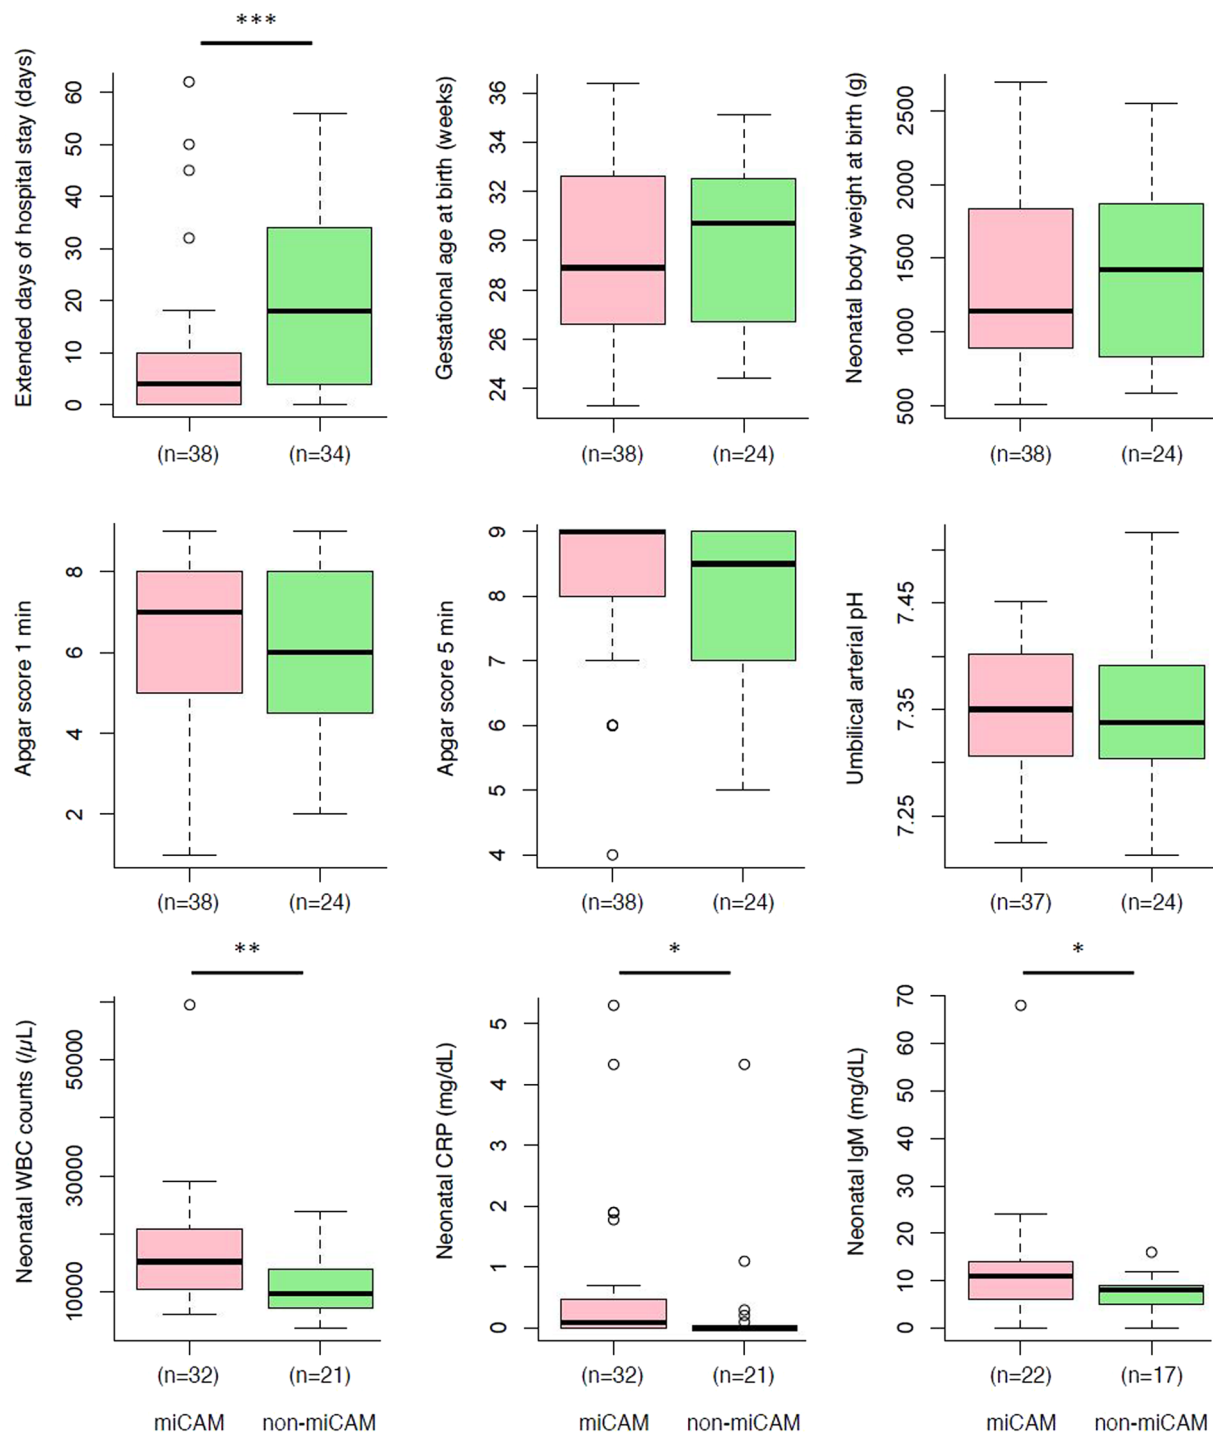 ***
Extended days of hospital stay (days)
0 10 20 30 40 50 60
(n=38) (n=34)
Gestational age at birth (weeks)
24 26 28 30 32 34 36
(n=38) (n=24)
Neonatal body weight at birth (g)
500 1000 1500 2000 2500
(n=38) (n=24)
Apgar score 1 min
2 4 6 8
(n=38) (n=24)
Apgar score 5 min
4 5 6 7 8 9
(n=38) (n=24)
Umbilical arterial pH
7.25 7.35 7.45
(n=37) (n=24)
**
Neonatal WBC counts (/μL)
10000 30000 50000
(n=32) (n=21)
miCAM non-miCAM
*
Neonatal CRP (mg/dL)
0 1 2 3 4 5
(n=32) (n=21)
miCAM non-miCAM
*
Neonatal IgM (mg/dL)
0 10 20 30 40 50 60 70
(n=22) (n=17)
miCAM non-miCAM